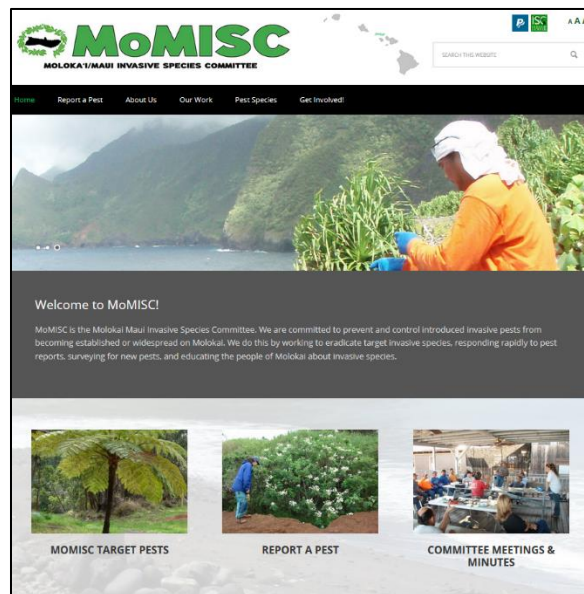 MoMISC
MOLOKA'I/MAUI INVASIVE SPECIES COMMITTEE
ISC
A A A
SEARCH THIS WEBSITE
Home Report a Pest About Us Our Work Pest Species Get Involved!
Welcome to MoMISC!
MoMISC is the Molokai Maui Invasive Species Committee. We are committed to prevent and control introduced invasive pests from
becoming established or widespread on Molokai. We do this by working to eradicate target invasive species, responding rapidly to pest
reports, surveying for new pests, and educating the people of Molokai about invasive species.
MOMISC TARGET PESTS
REPORT A PEST
COMMITTEE MEETINGS &
MINUTES